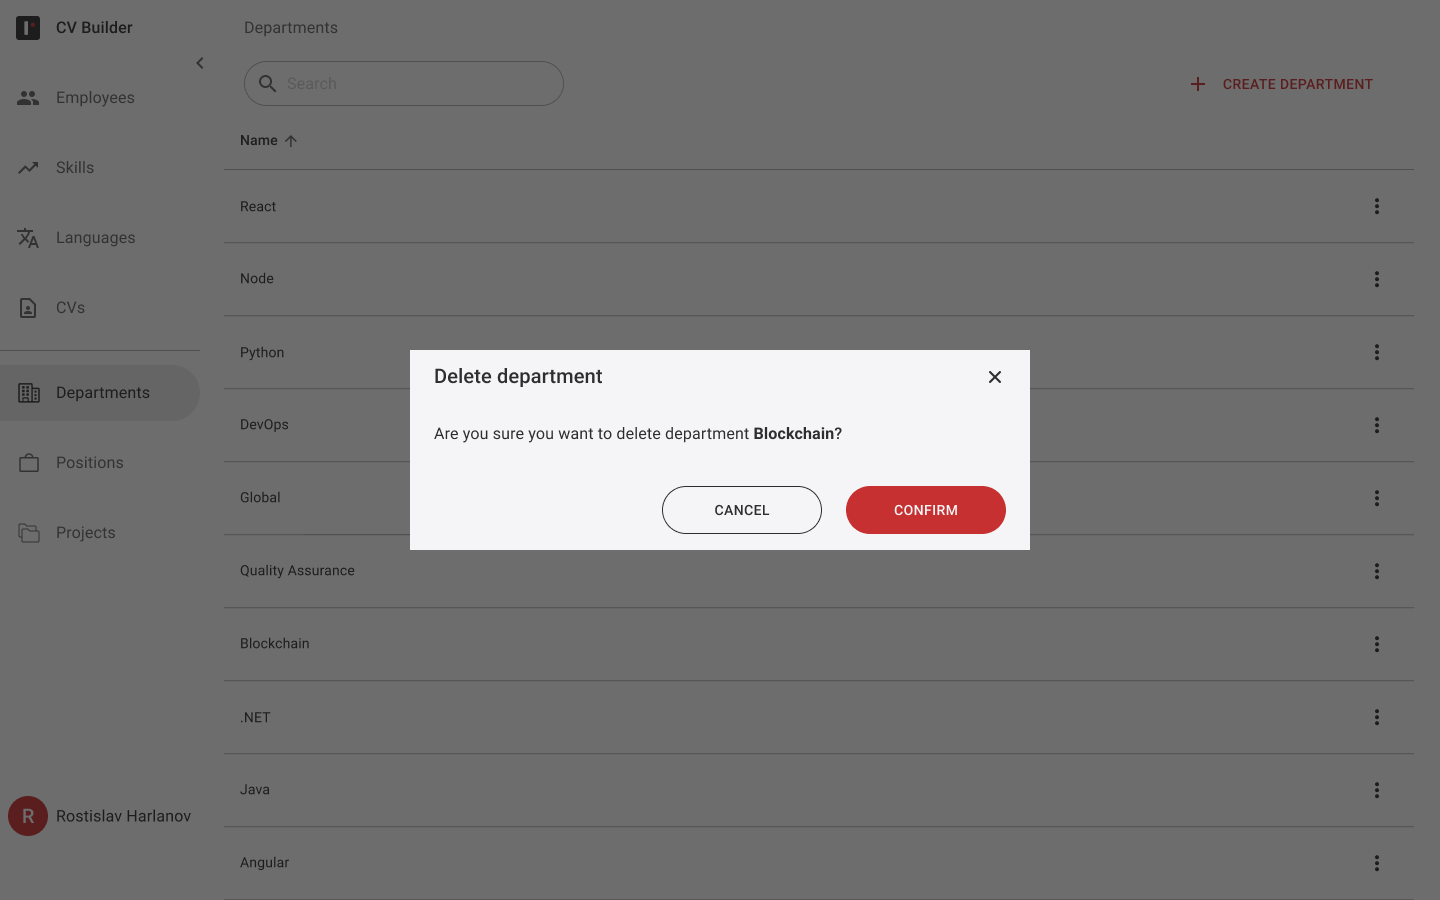 CV Builder
Departments
Search
CREATE DEPARTMENT
Employees
Skills
Languages
CVs
Departments
Positions
Projects
Name
React
Node
Python
DevOps
Global
Quality Assurance
Blockchain
.NET
Java
Angular
Delete department
Are you sure you want to delete department Blockchain?
CANCEL
CONFIRM
R
Rostislav Harlanov